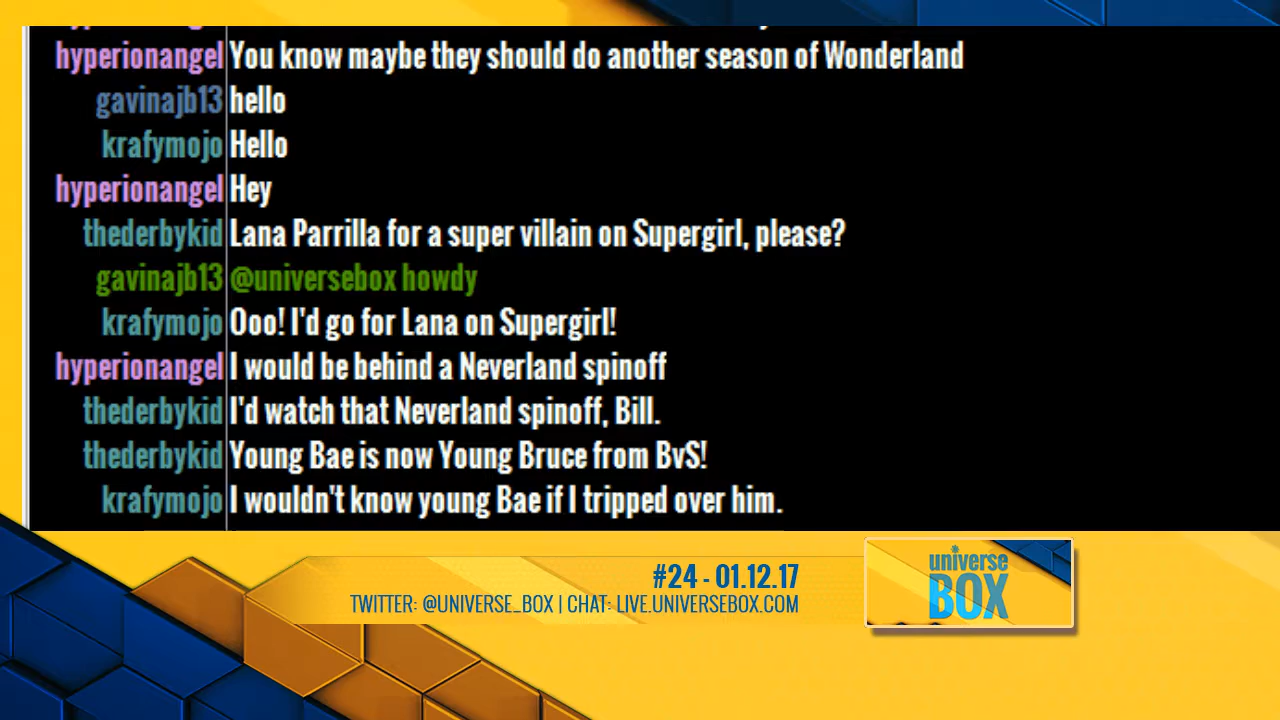 hyperionangel You know maybe they should do another season of Wonderland
gavinajb13 hello
krafymojo Hello
hyperionangel Hey
thederbykid Lana Parrilla for a super villain on Supergirl, please?
gavinajb13 @universebox howdy
krafymojo Ooo! I'd go for Lana on Supergirl!
hyperionangel I would be behind a Neverland spinoff
thederbykid I'd watch that Neverland spinoff, Bill.
thederbykid Young Bae is now Young Bruce from BvS!
krafymojo I wouldn't know young Bae if I tripped over him.
#24 - 01.12.17
TWITTER: @UNIVERSE_BOX | CHAT: LIVE.UNIVERSEBOX.COM
universe
BOX